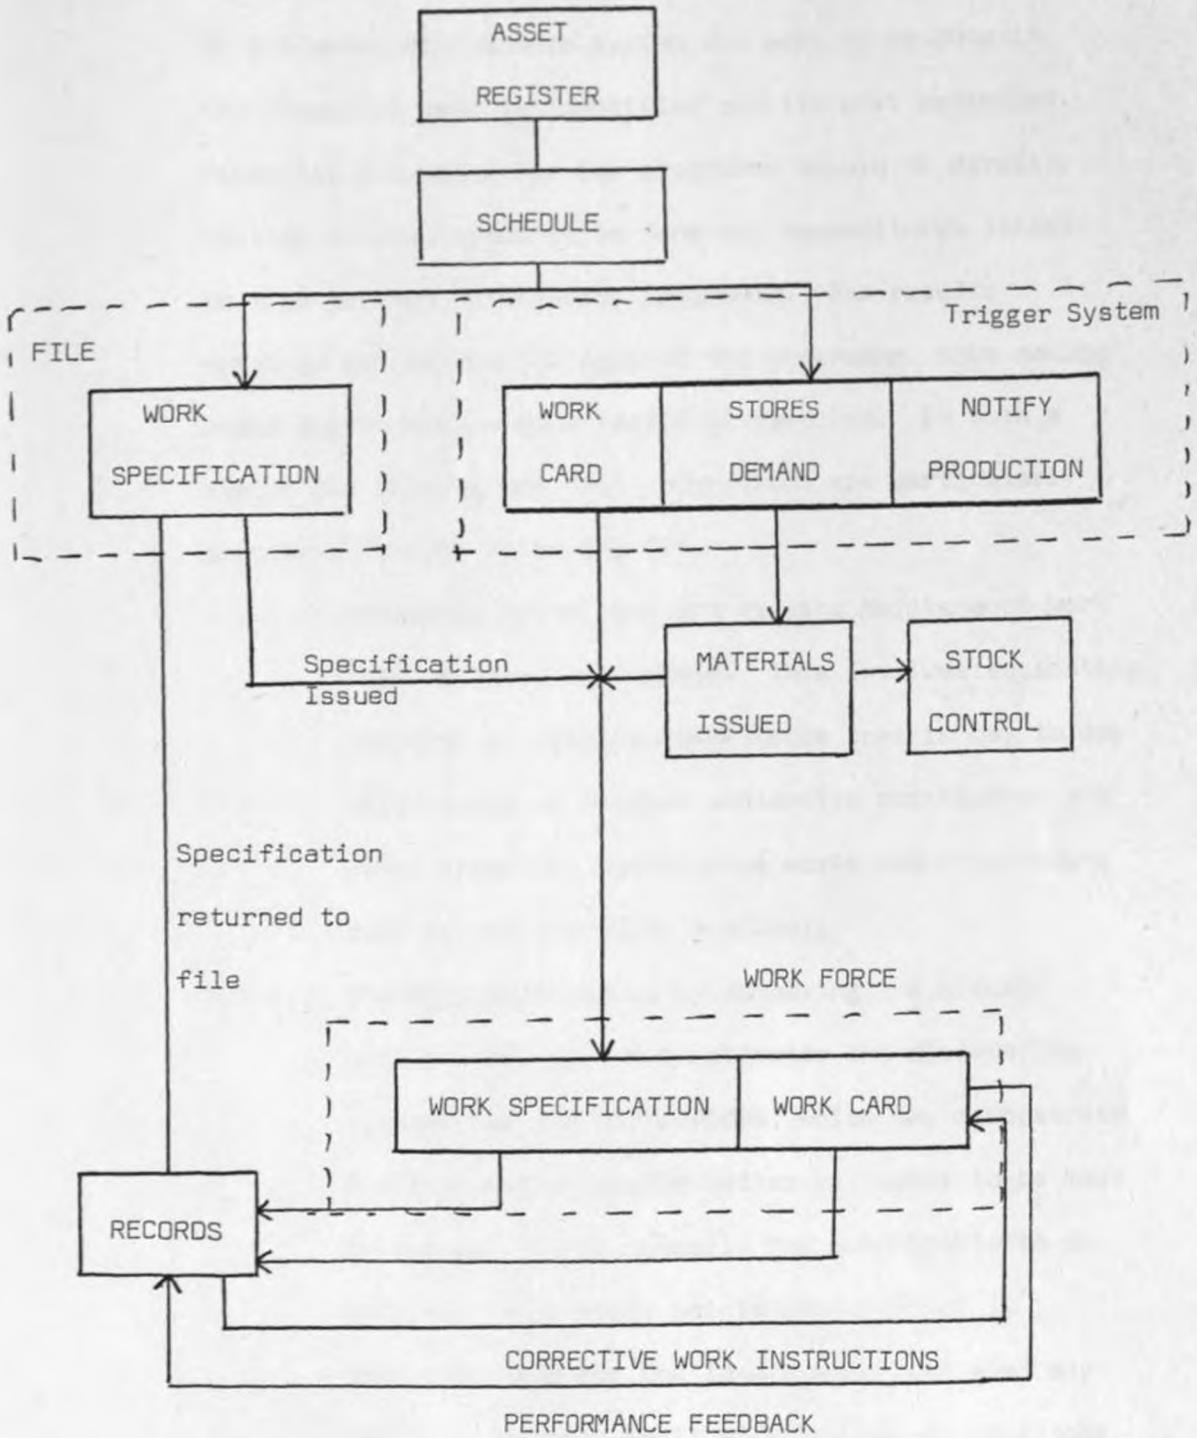 ASSET
REGISTER
SCHEDULE
FILE
Trigger System
WORK
SPECIFICATION
WORK
CARD
STORES
DEMAND
NOTIFY
PRODUCTION
Specification
Issued
MATERIALS
ISSUED
STOCK
CONTROL
Specification
returned to
file
WORK FORCE
WORK SPECIFICATION
WORK CARD
RECORDS
CORRECTIVE WORK INSTRUCTIONS
PERFORMANCE FEEDBACK